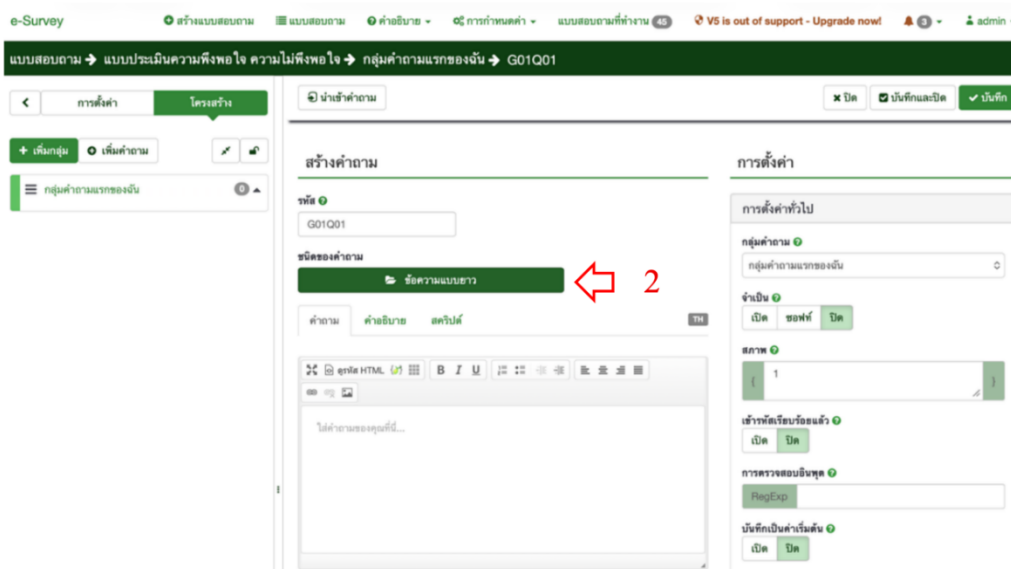 e-Survey สร้างแบบสอบถาม แบบสอบถาม คำอธิบาย การกำหนดค่า แบบสอบถามที่ทำงาน 45 V5 is out of support - Upgrade now! 3 admin
แบบสอบถาม ➔ แบบประเมินความพึงพอใจ ความไม่พึงพอใจ ➔ กลุ่มคำถามแรกของฉัน ➔ G01Q01
การตั้งค่า โครงสร้าง นำเข้าคำถาม ปิด บันทึกและปิด บันทึก
เพิ่มกลุ่ม เพิ่มคำถาม
กลุ่มคำถามแรกของฉัน 0
สร้างคำถาม
รหัส
G01Q01
ชนิดของคำถาม
ข้อความแบบยาว 2
คำถาม คำอธิบาย สคริปต์ TH
ดูรหัส HTML B I U
ใส่คำถามของคุณที่นี่...
การตั้งค่า
การตั้งค่าทั่วไป
กลุ่มคำถาม
กลุ่มคำถามแรกของฉัน
จำเป็น
เปิด ซอฟท์ ปิด
สภาพ
{ 1 }
เข้ารหัสเรียบร้อยแล้ว
เปิด ปิด
การตรวจสอบอินพุต
RegExp
บันทึกเป็นค่าเริ่มต้น
เปิด ปิด